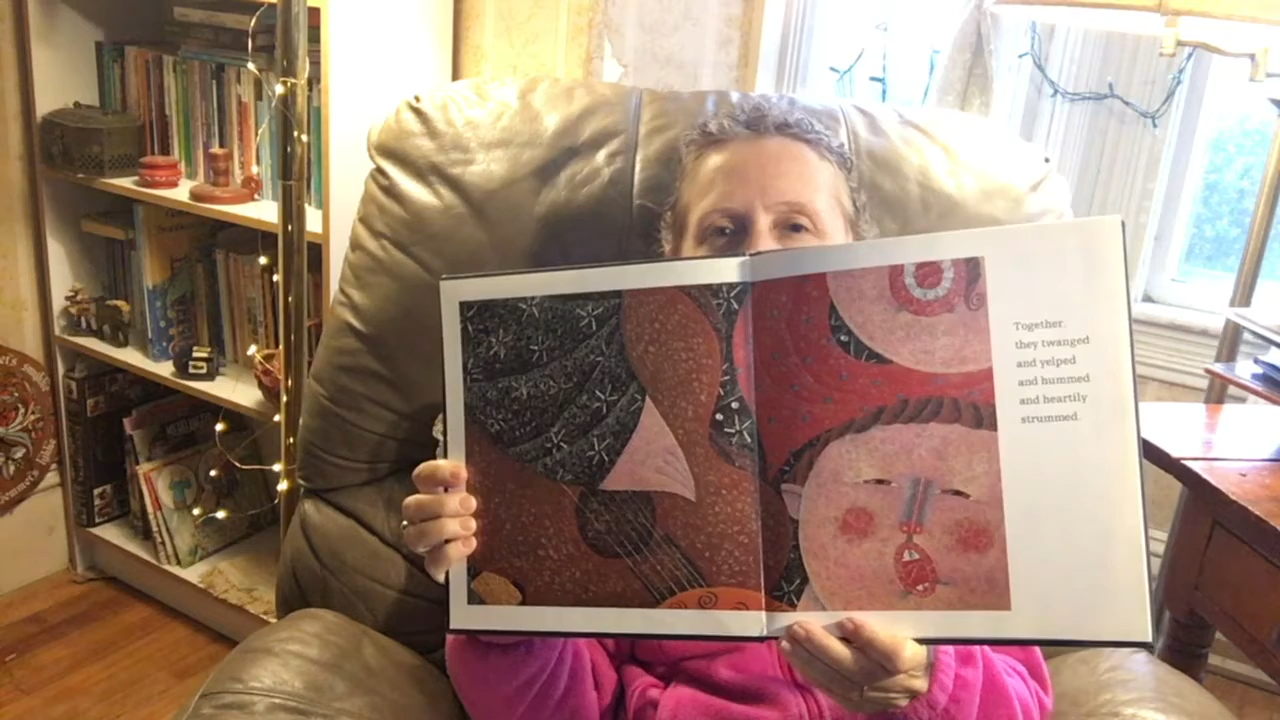 Together,
they twanged
and yelped
and hummed
and heartily
strummed.